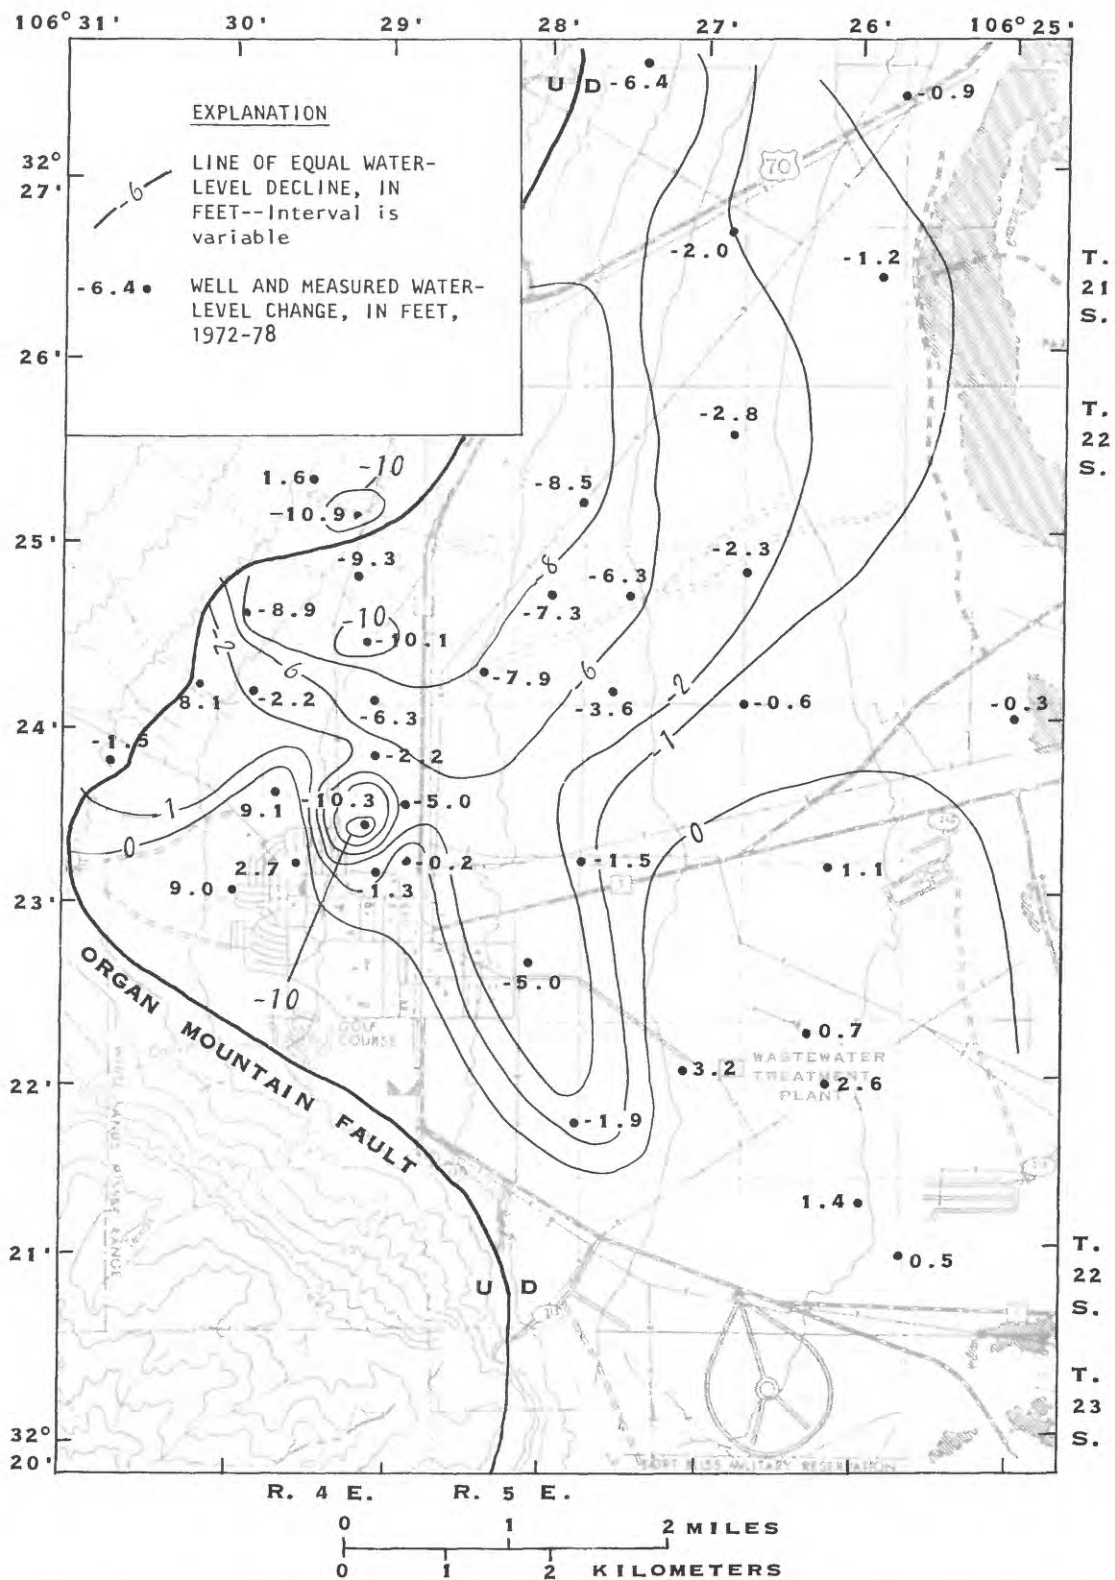 106° 31' 30' 29' 28' 27' 26' 106° 25'
EXPLANATION
-6 LINE OF EQUAL WATER-
LEVEL DECLINE, IN
FEET--Interval is
variable
-6.4 WELL AND MEASURED WATER-
LEVEL CHANGE, IN FEET,
1972-78
U D -6.4
-0.9
32°
27'
70
-2.0
-1.2
T.
21
S.
26'
-2.8
T.
22
S.
1.6 -10
-10.9
-8.5
25'
-9.3
-2.3
-8
-6.3
-8.9
-7.3
-10
-10.1
-2
-6
-7.9
-6
-2
8.1
-2.2
-6.3
-3.6
-0.6
-0.3
24'
-1.5
-2.2
-1
-10.3
-5.0
9.1
-1
0
0
-0.2
-1.5
1.1
2.7
9.0
1.3
23'
ORGAN MOUNTAIN FAULT
-10
-5.0
GOLF
COURSE
0.7
WASTEWATER
TREATMENT
PLANT
3.2
2.6
22'
-1.9
WHITE SANDS MISSILE RANGE
1.4
0.5
21'
U D
T.
22
S.
T.
23
S.
32°
20'
FORT BLISS MILITARY RESERVATION
R. 4 E. R. 5 E.
0 1 2 MILES
0 1 2 KILOMETERS